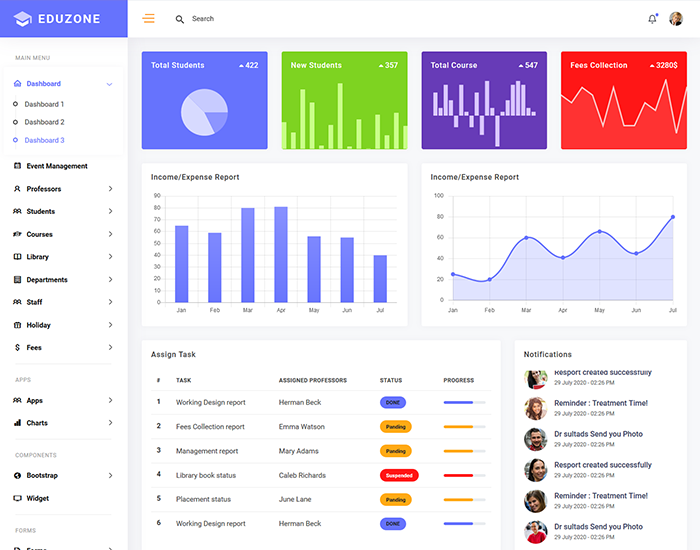 EDUZONE
Search
MAIN MENU
Dashboard
Dashboard 1
Dashboard 2
Dashboard 3
Event Management
Professors
Students
Courses
Library
Departments
Staff
Holiday
$ Fees
APPS
Apps
Charts
COMPONENTS
Bootstrap
Widget
FORMS
Forms
Total Students 422
New Students 357
Total Course 547
Fees Collection 3280$
Income/Expense Report
90
80
70
60
50
40
30
20
10
0
Jan Feb Mar Apr May Jun Jul
Income/Expense Report
100
80
60
40
20
0
Jan Feb Mar Apr May Jun Jul
Assign Task
# TASK ASSIGNED PROFESSORS STATUS PROGRESS
1 Working Design report Herman Beck DONE
2 Fees Collection report Emma Watson Panding
3 Management report Mary Adams Panding
4 Library book status Caleb Richards Suspended
5 Placement status June Lane Panding
6 Working Design report Herman Beck DONE
Notifications
Resport created successfully
29 July 2020 - 02:26 PM
Reminder : Treatment Time!
29 July 2020 - 02:26 PM
Dr sultads Send you Photo
29 July 2020 - 02:26 PM
Resport created successfully
29 July 2020 - 02:26 PM
Reminder : Treatment Time!
29 July 2020 - 02:26 PM
Dr sultads Send you Photo
29 July 2020 - 02:26 PM